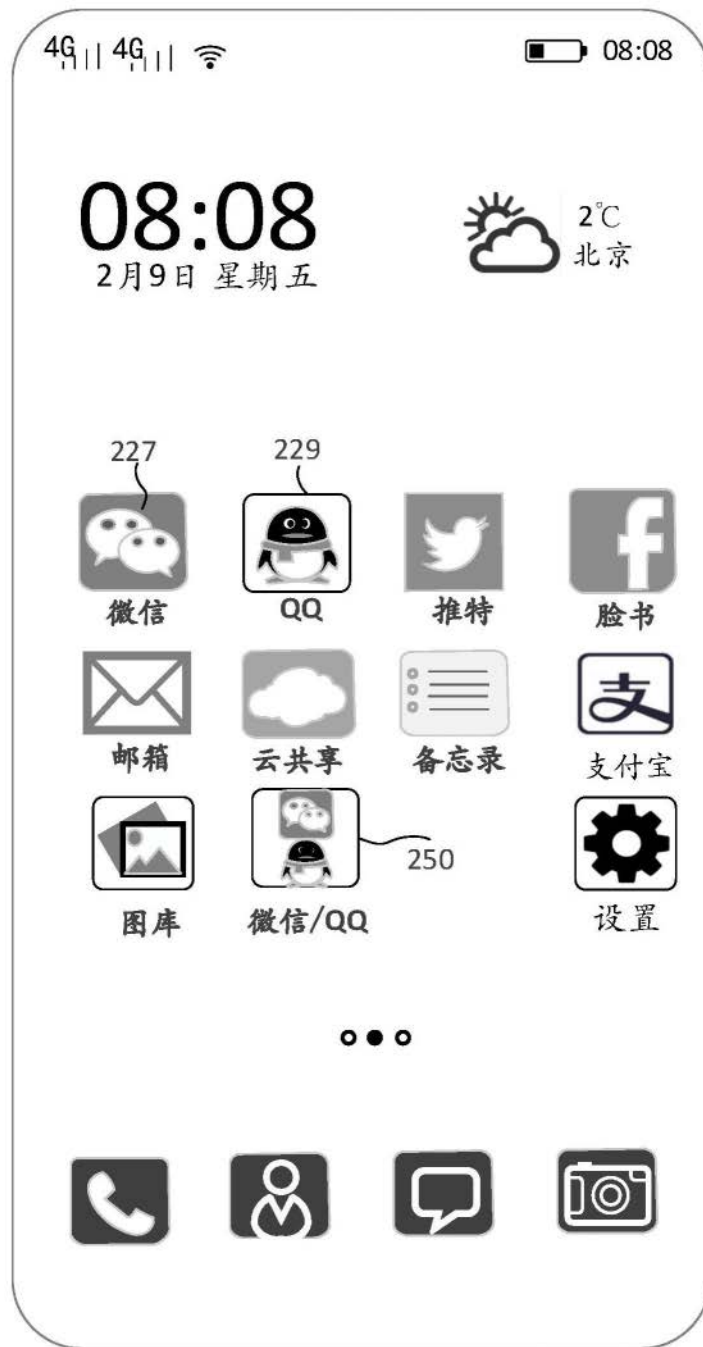 4G 4G 08:08
08:08
2℃
2月9日 星期五
北京
227 229
微信 QQ 推特 脸书
邮箱 云共享 备忘录 支付宝
250
图库 微信/QQ 设置